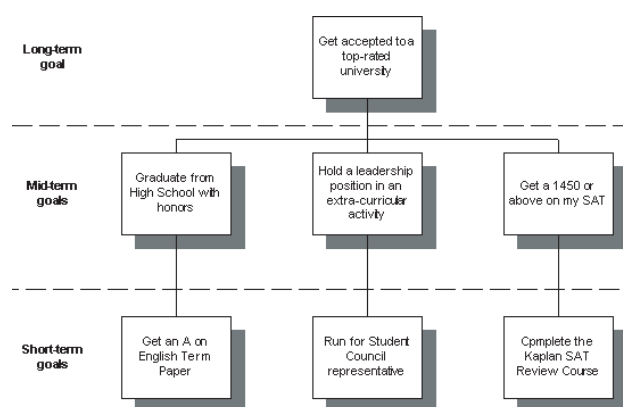 Long-term
goal
Get accepted to a
top-rated
university
Mid-term
goals
Graduate from
High School with
honors
Hold a leadership
position in an
extra-curricular
activity
Get a 1450 or
above on my SAT
Short-term
goals
Get an A on
English Term
Paper
Run for Student
Council
representative
Cpmplete the
Kaplan SAT
Review Course